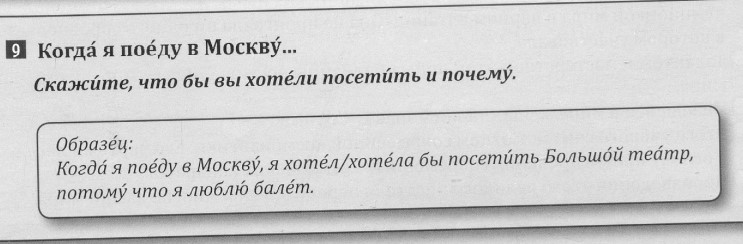 9 Когда́ я пое́ду в Москву́...
Скажи́те, что бы вы хоте́ли посети́ть и почему́.
Образе́ц:
Когда́ я пое́ду в Москву́, я хоте́л/хоте́ла бы посети́ть Большо́й теа́тр,
потому́ что я люблю́ бале́т.